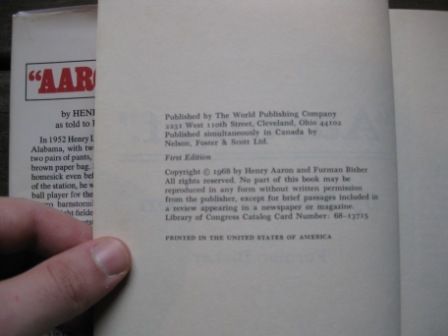 "AAR
by HENR
as told to
In 1952 Henry L
Alabama, with tw
two pairs of pants,
brown paper bag.
homesick even bef
of the station, he w
ball player for the
barnstorm
ight fielde
Published by The World Publishing Company
2231 West 110th Street, Cleveland, Ohio 44102
Published simultaneously in Canada by
Nelson, Foster & Scott Ltd.
First Edition
Copyright © 1968 by Henry Aaron and Furman Bisher
All rights reserved. No part of this book may be
reproduced in any form without written permission
from the publisher, except for brief passages included in
a review appearing in a newspaper or magazine.
Library of Congress Catalog Card Number: 68-13715
PRINTED IN THE UNITED STATES OF AMERICA